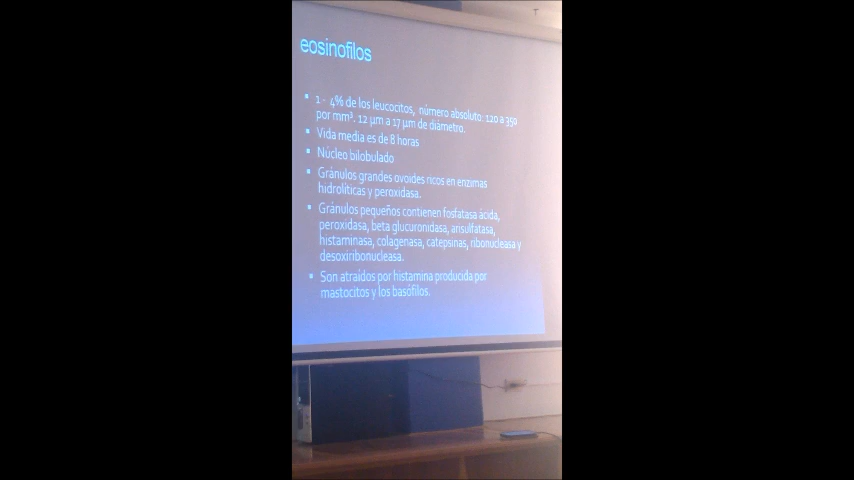 eosinofilos
1 - 4% de los leucocitos, número absoluto: 120 a 350
por mm³. 12 µm a 17 µm de diámetro.
Vida media es de 8 horas
Núcleo bilobulado
Gránulos grandes ovoides ricos en enzimas
hidrolíticas y peroxidasa.
Gránulos pequeños contienen fosfatasa ácida,
peroxidasa, beta glucuronidasa, arisulfatasa,
histaminasa, colagenasa, catepsinas, ribonucleasa y
desoxiribonucleasa.
Son atraídos por histamina producida por
mastocitos y los basófilos.